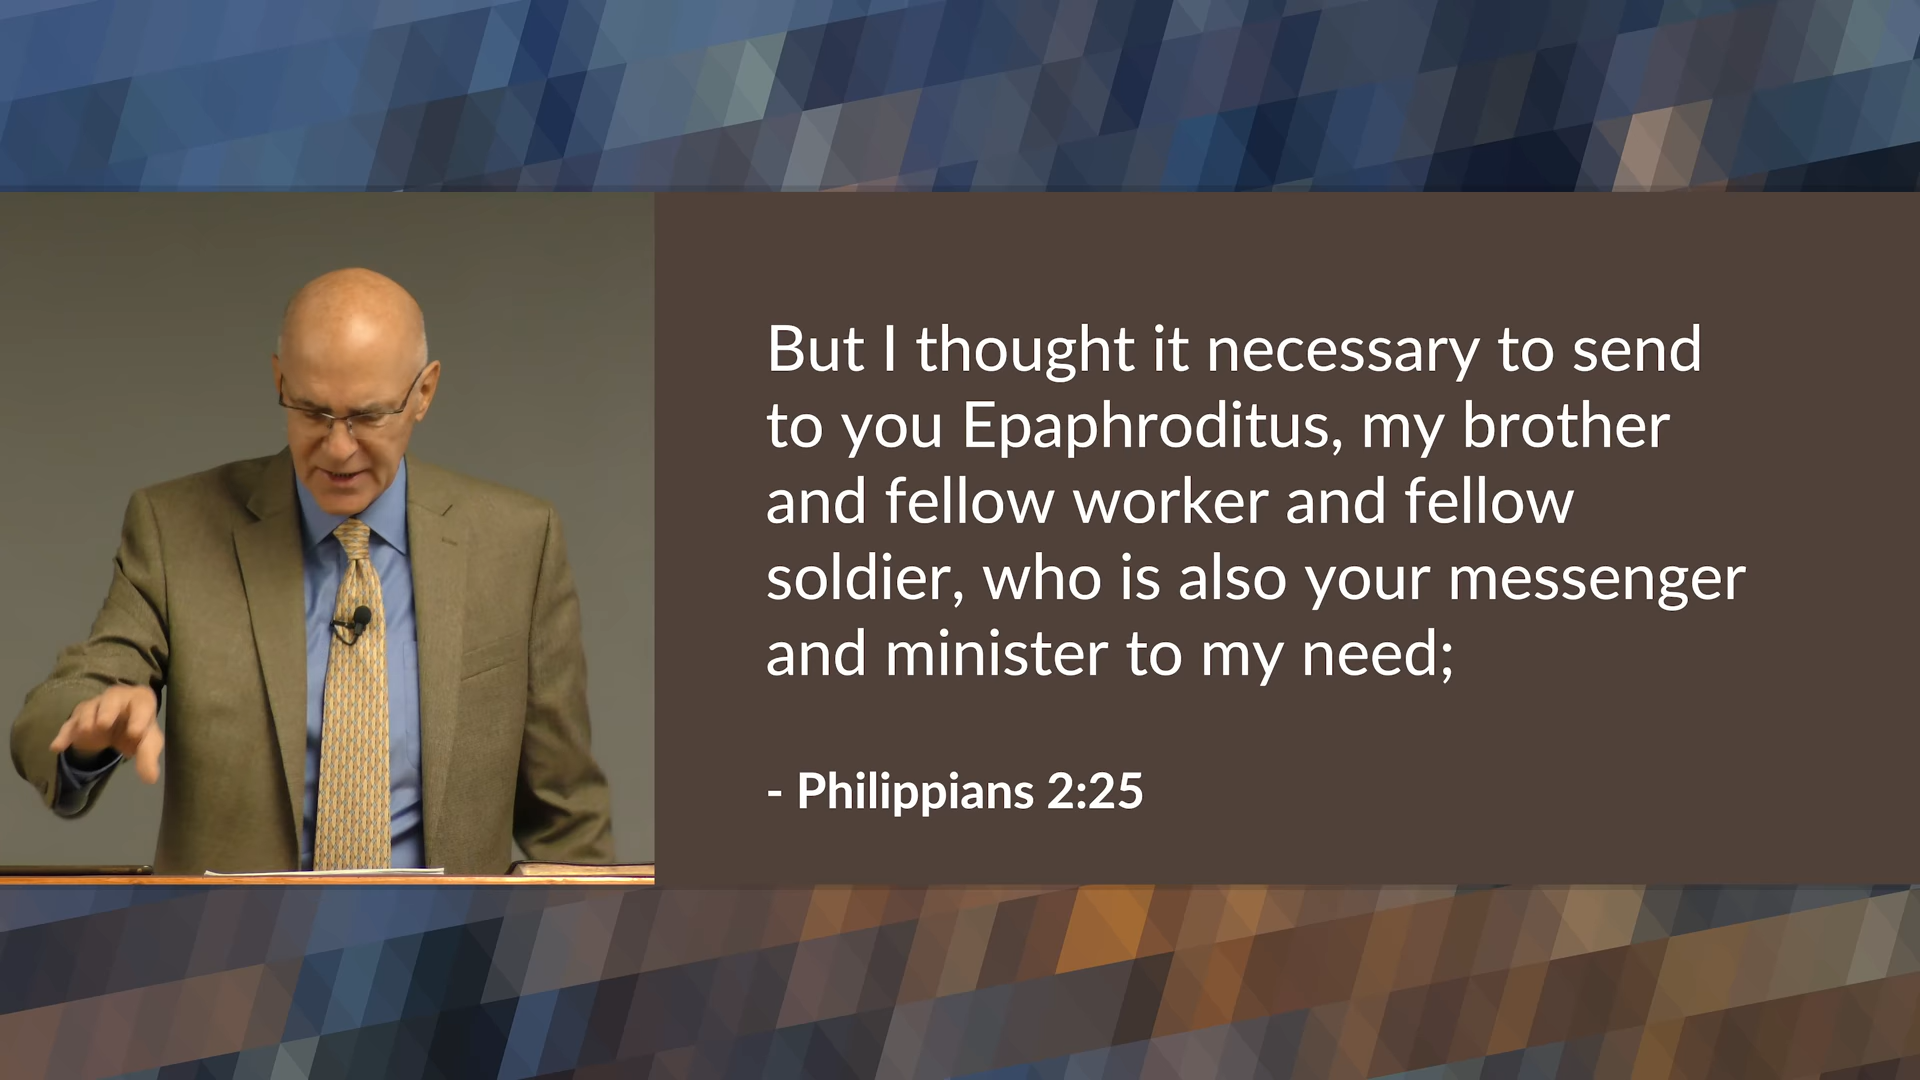 But I thought it necessary to send
to you Epaphroditus, my brother
and fellow worker and fellow
soldier, who is also your messenger
and minister to my need;
- Philippians 2:25